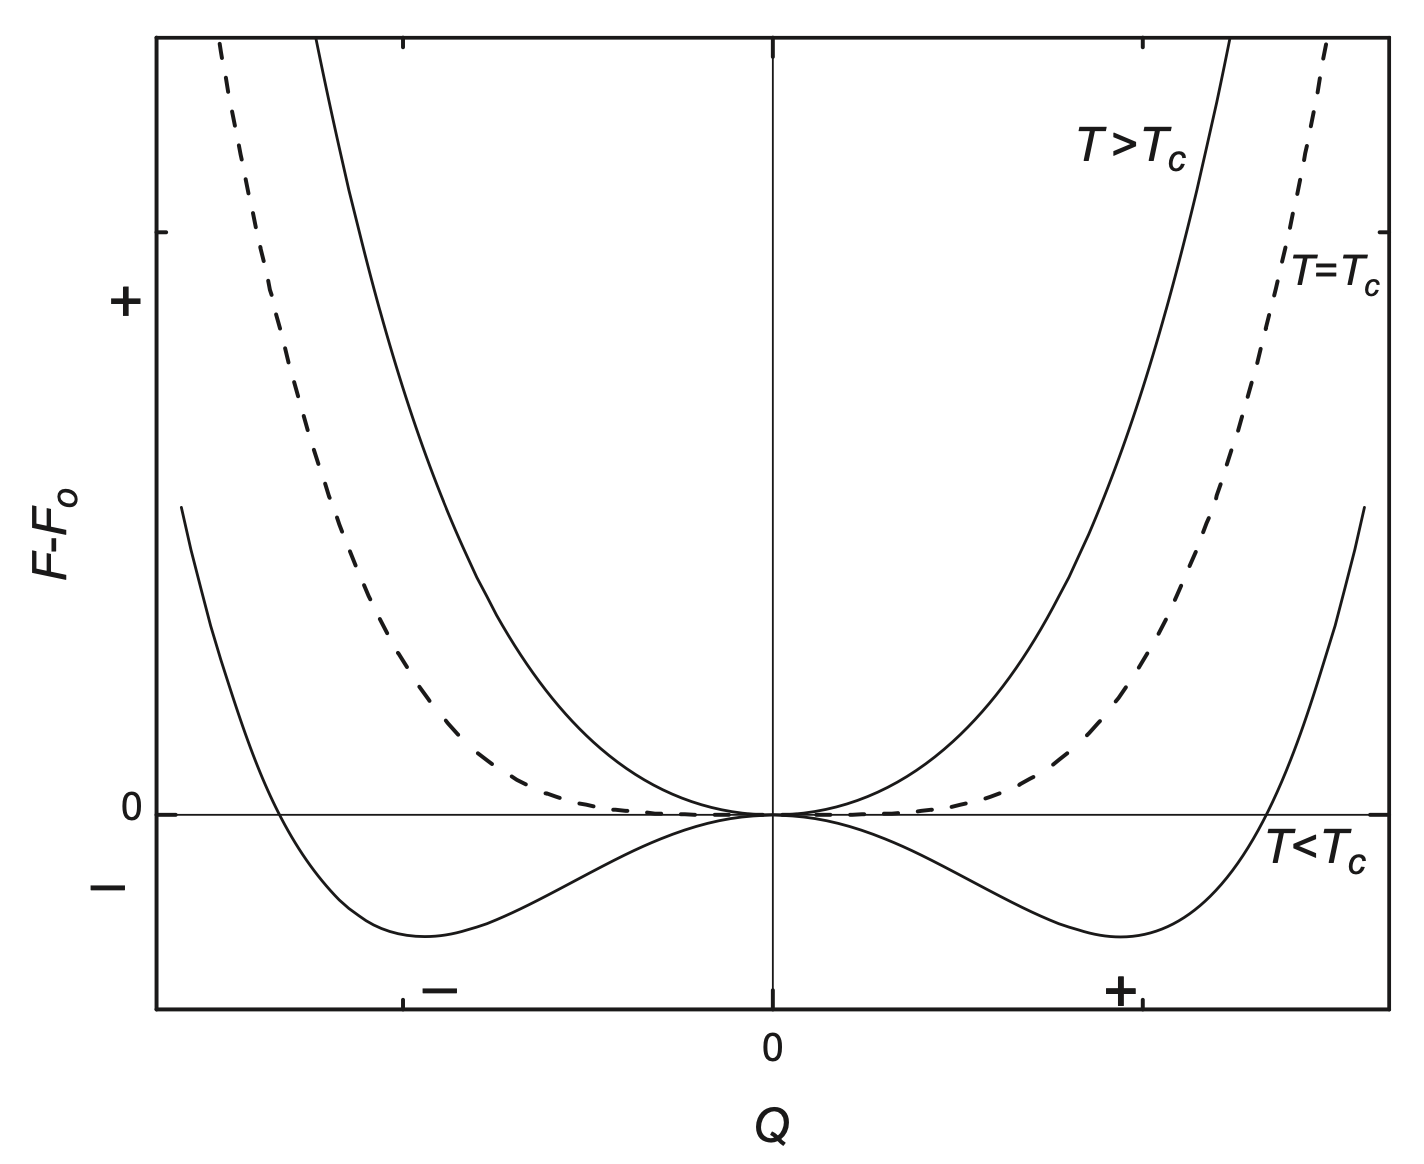 T>Tc
T=Tc
+
F-Fo
0
T<Tc
–
– +
0
Q